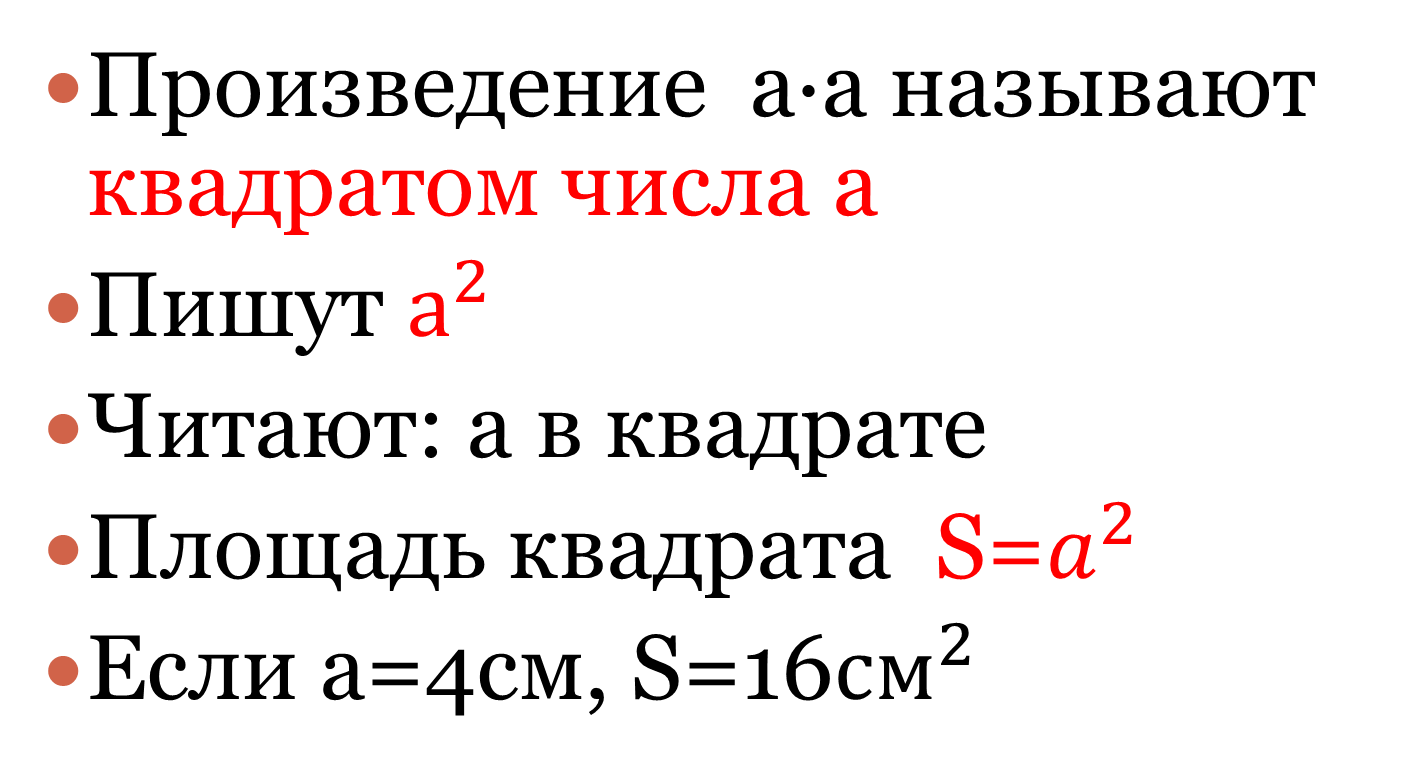 •Произведение а·а называют
квадратом числа а
•Пишут а²
•Читают: а в квадрате
•Площадь квадрата S=a²
•Если а=4см, S=16см²